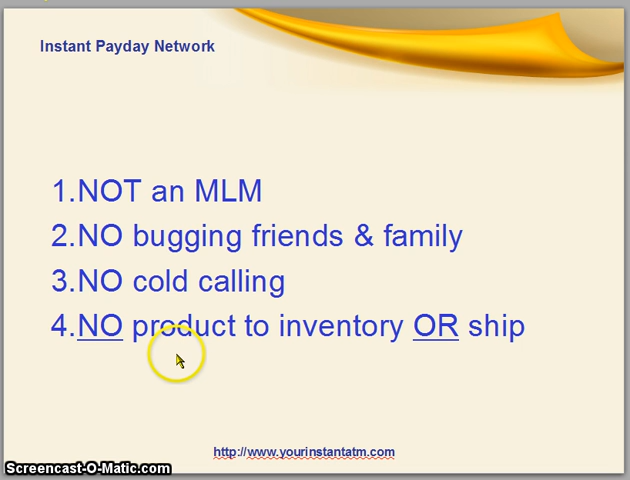 Instant Payday Network
1.NOT an MLM
2.NO bugging friends & family
3.NO cold calling
4.NO product to inventory OR ship
http://www.yourinstantatm.com
Screencast-O-Matic.com